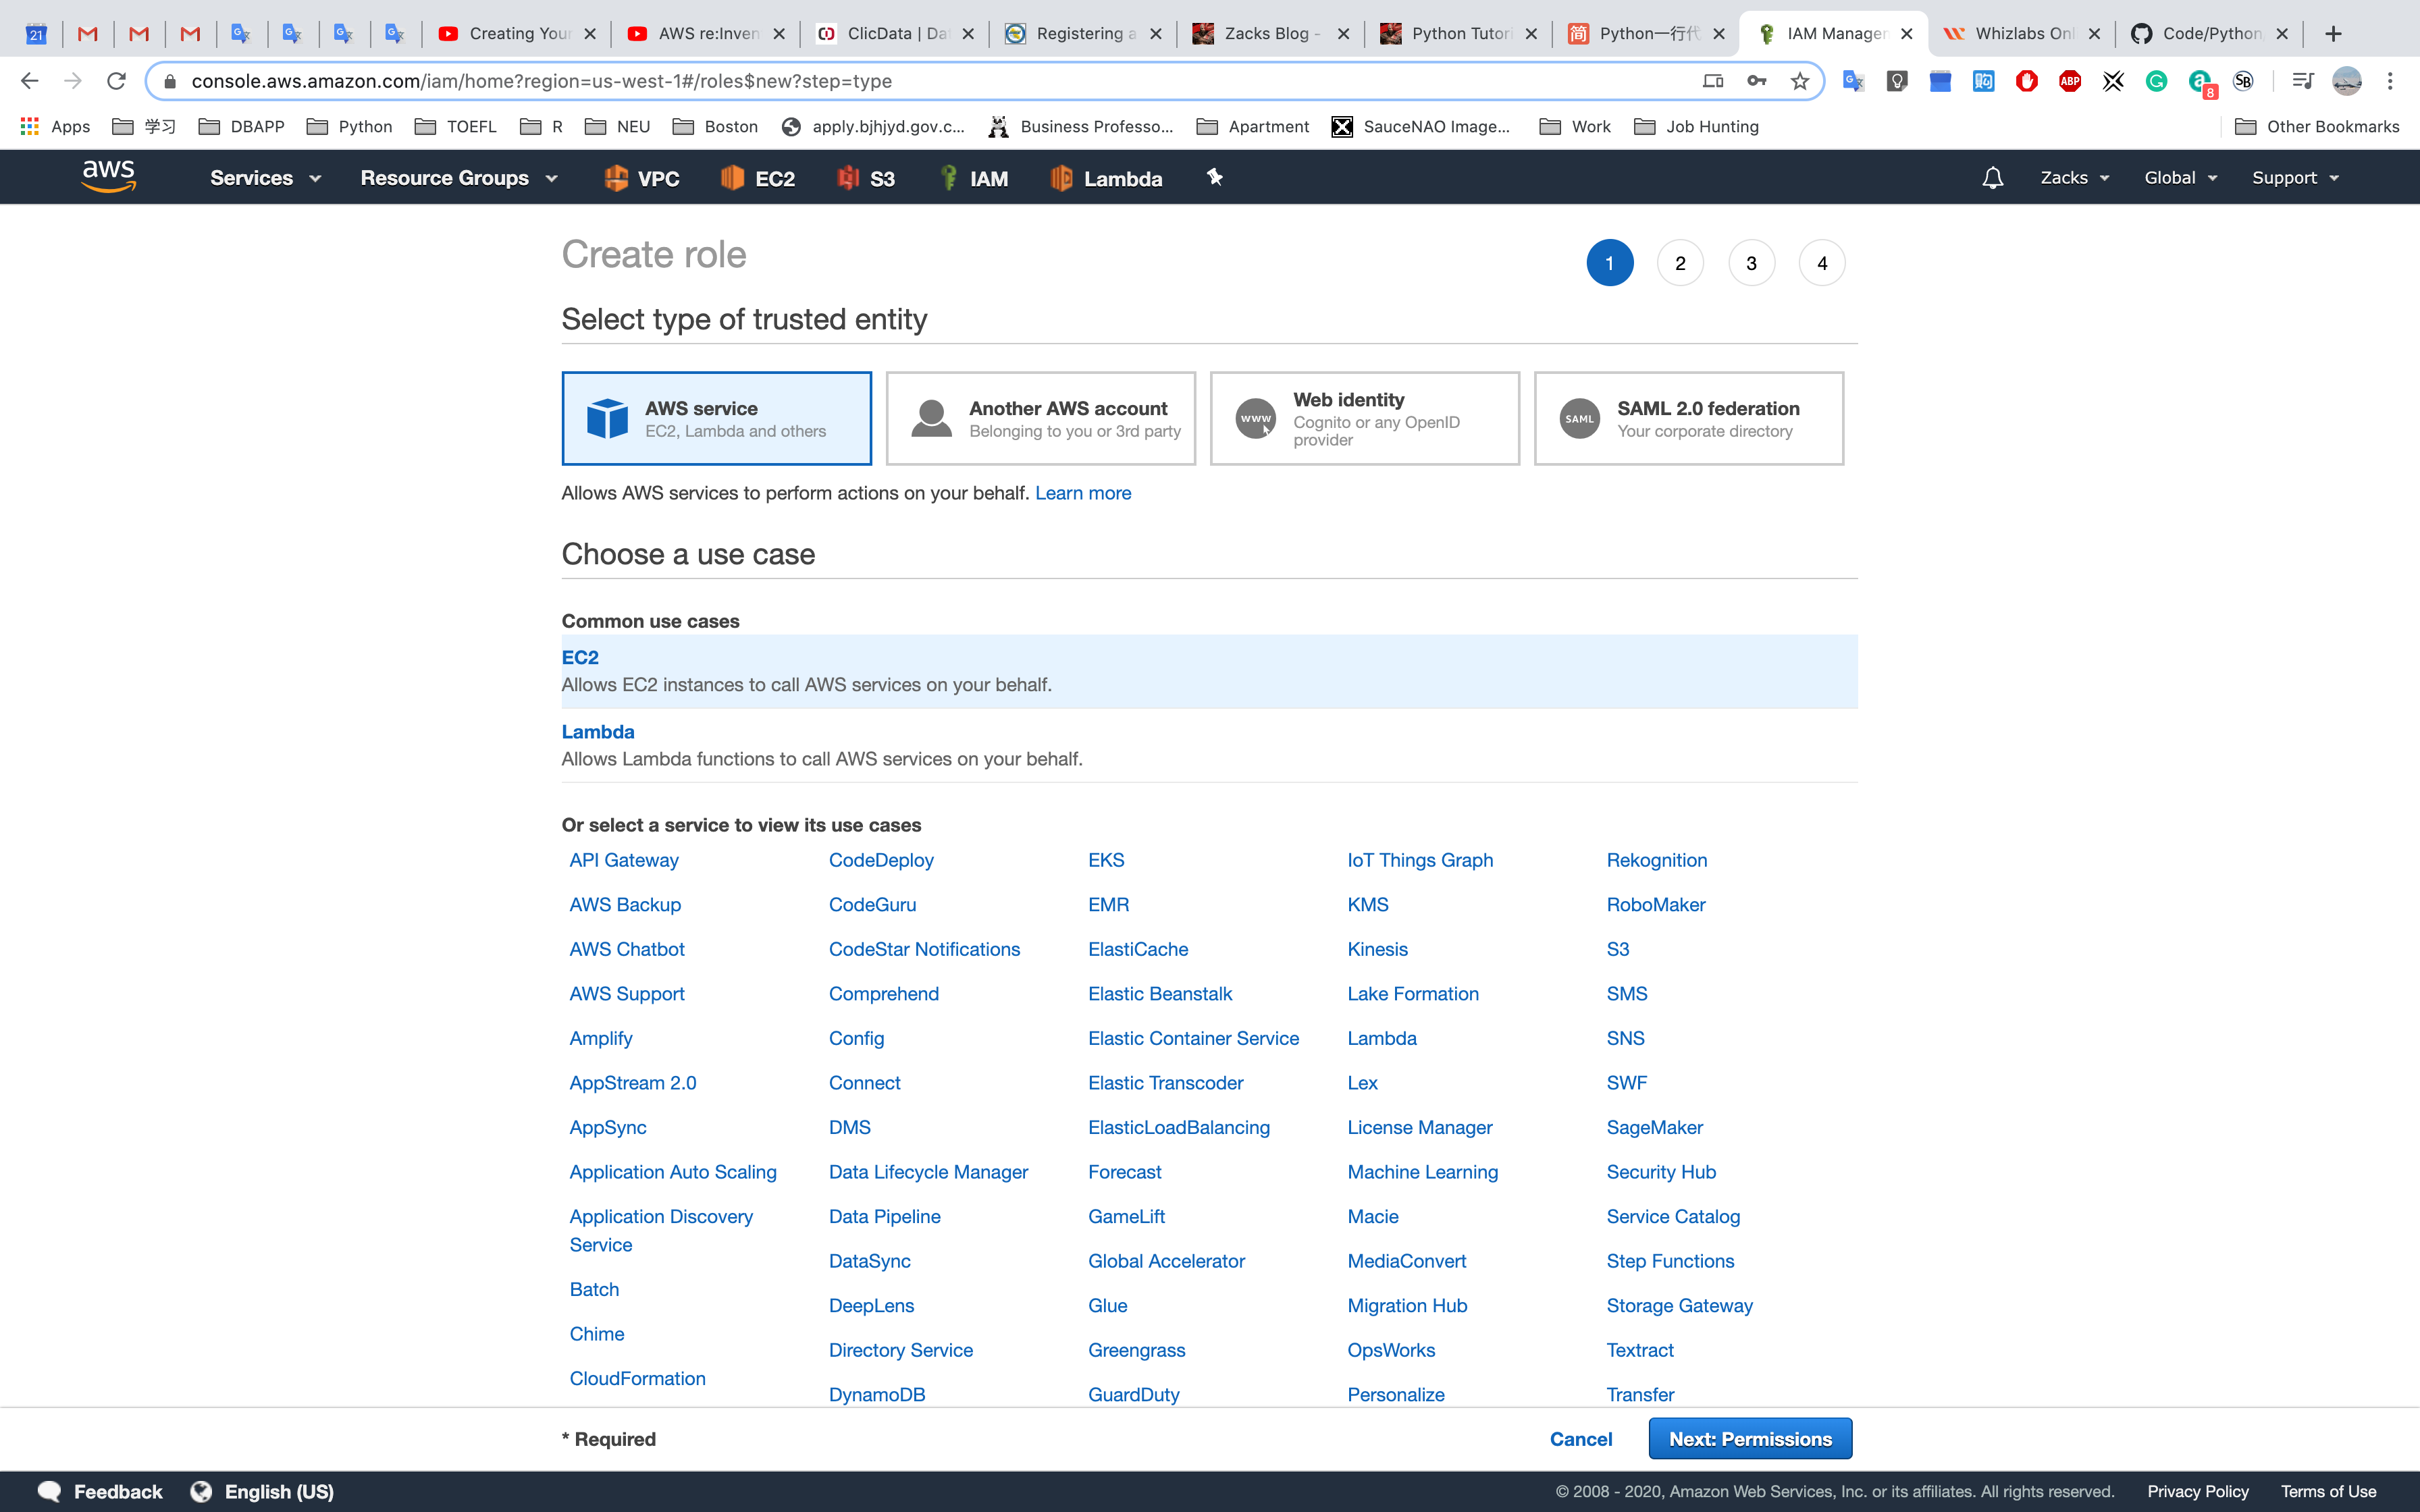 21 Creating Your AWS re:Inven ClicData | Da Registering a Zacks Blog - Python Tutori Python一行代 IAM Manager Whizlabs Onl Code/Python
console.aws.amazon.com/iam/home?region=us-west-1#/roles$new?step=type
Apps 学习 DBAPP Python TOEFL R NEU Boston apply.bjhjyd.gov.c... Business Professo... Apartment SauceNAO Image... Work Job Hunting Other Bookmarks
aws Services Resource Groups VPC EC2 S3 IAM Lambda Zacks Global Support
Create role 1 2 3 4
Select type of trusted entity
AWS service
EC2, Lambda and others
Another AWS account
Belonging to you or 3rd party
www
Web identity
Cognito or any OpenID
provider
SAML
SAML 2.0 federation
Your corporate directory
Allows AWS services to perform actions on your behalf. Learn more
Choose a use case
Common use cases
EC2
Allows EC2 instances to call AWS services on your behalf.
Lambda
Allows Lambda functions to call AWS services on your behalf.
Or select a service to view its use cases
API Gateway CodeDeploy EKS IoT Things Graph Rekognition
AWS Backup CodeGuru EMR KMS RoboMaker
AWS Chatbot CodeStar Notifications ElastiCache Kinesis S3
AWS Support Comprehend Elastic Beanstalk Lake Formation SMS
Amplify Config Elastic Container Service Lambda SNS
AppStream 2.0 Connect Elastic Transcoder Lex SWF
AppSync DMS ElasticLoadBalancing License Manager SageMaker
Application Auto Scaling Data Lifecycle Manager Forecast Machine Learning Security Hub
Application Discovery Data Pipeline GameLift Macie Service Catalog
Service
DataSync Global Accelerator MediaConvert Step Functions
Batch
DeepLens Glue Migration Hub Storage Gateway
Chime
Directory Service Greengrass OpsWorks Textract
CloudFormation
DynamoDB GuardDuty Personalize Transfer
* Required Cancel Next: Permissions
Feedback English (US) © 2008 - 2020, Amazon Web Services, Inc. or its affiliates. All rights reserved. Privacy Policy Terms of Use